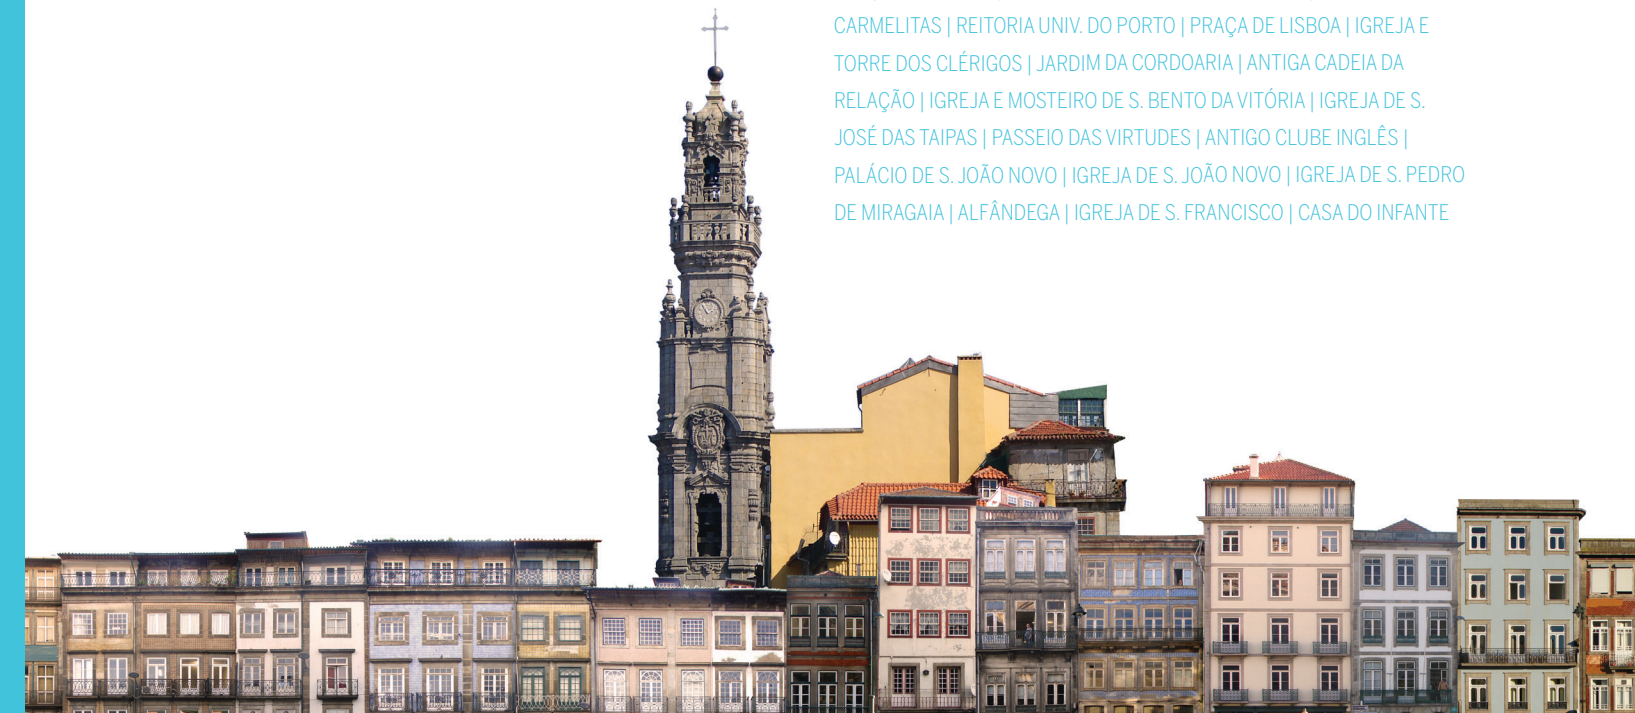 CARMELITAS | REITORIA UNIV. DO PORTO | PRAÇA DE LISBOA | IGREJA E
TORRE DOS CLÉRIGOS | JARDIM DA CORDOARIA | ANTIGA CADEIA DA
RELAÇÃO | IGREJA E MOSTEIRO DE S. BENTO DA VITÓRIA | IGREJA DE S.
JOSÉ DAS TAIPAS | PASSEIO DAS VIRTUDES | ANTIGO CLUBE INGLÊS |
PALÁCIO DE S. JOÃO NOVO | IGREJA DE S. JOÃO NOVO | IGREJA DE S. PEDRO
DE MIRAGAIA | ALFÂNDEGA | IGREJA DE S. FRANCISCO | CASA DO INFANTE